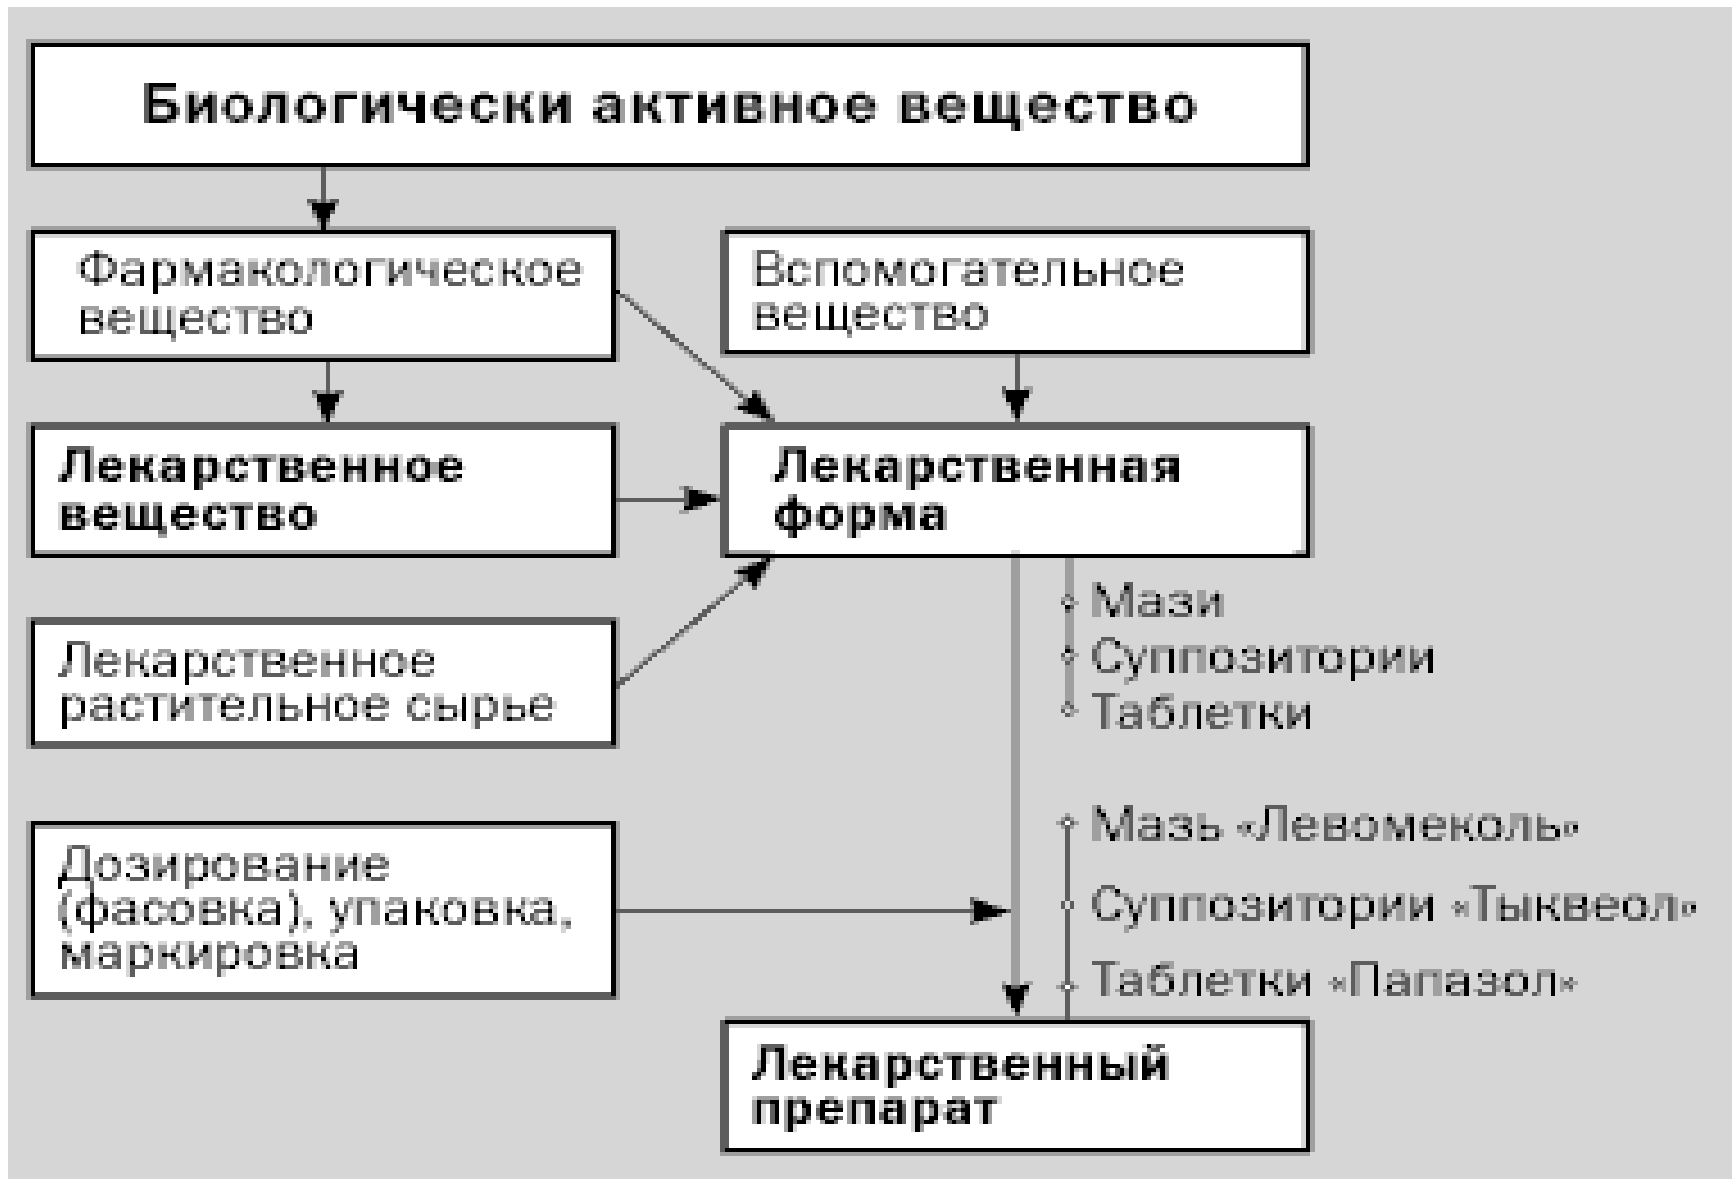 Биологически активное вещество
Фармакологическое
вещество
Вспомогательное
вещество
Лекарственное
вещество
Лекарственная
форма
Мази
Суппозитории
Таблетки
Лекарственное
растительное сырье
Дозирование
(фасовка), упаковка,
маркировка
Мазь «Левомеколь»
Суппозитории «Тыквеол»
Таблетки «Папазол»
Лекарственный
препарат